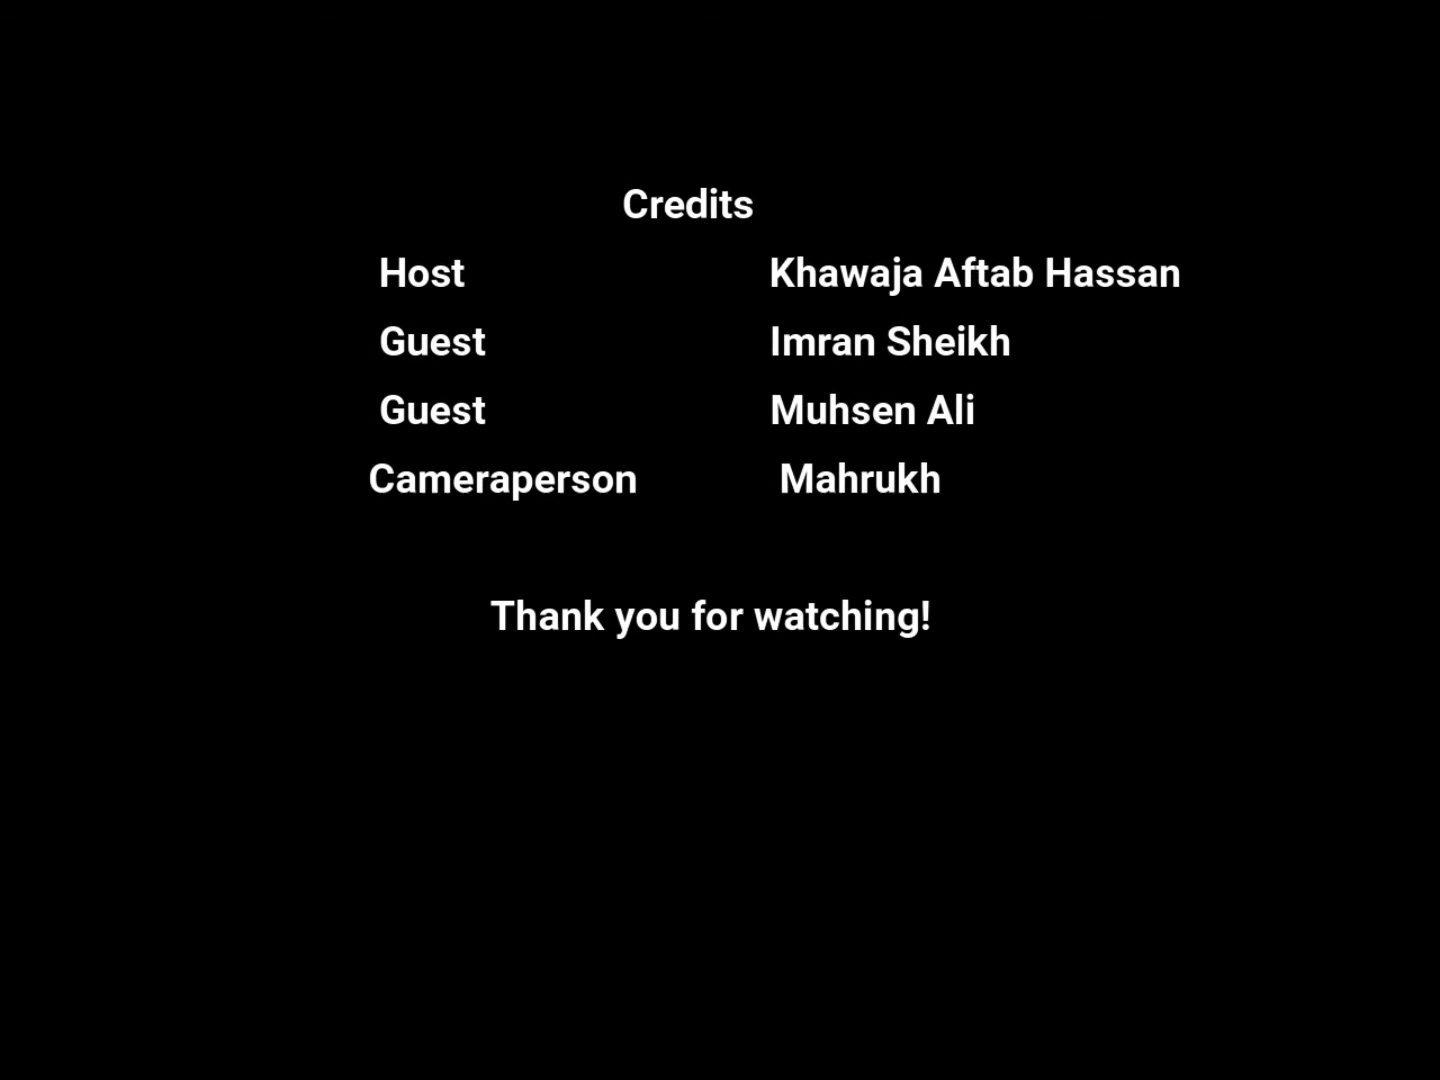 Credits
Host Khawaja Aftab Hassan
Guest Imran Sheikh
Guest Muhsen Ali
Cameraperson Mahrukh
Thank you for watching!